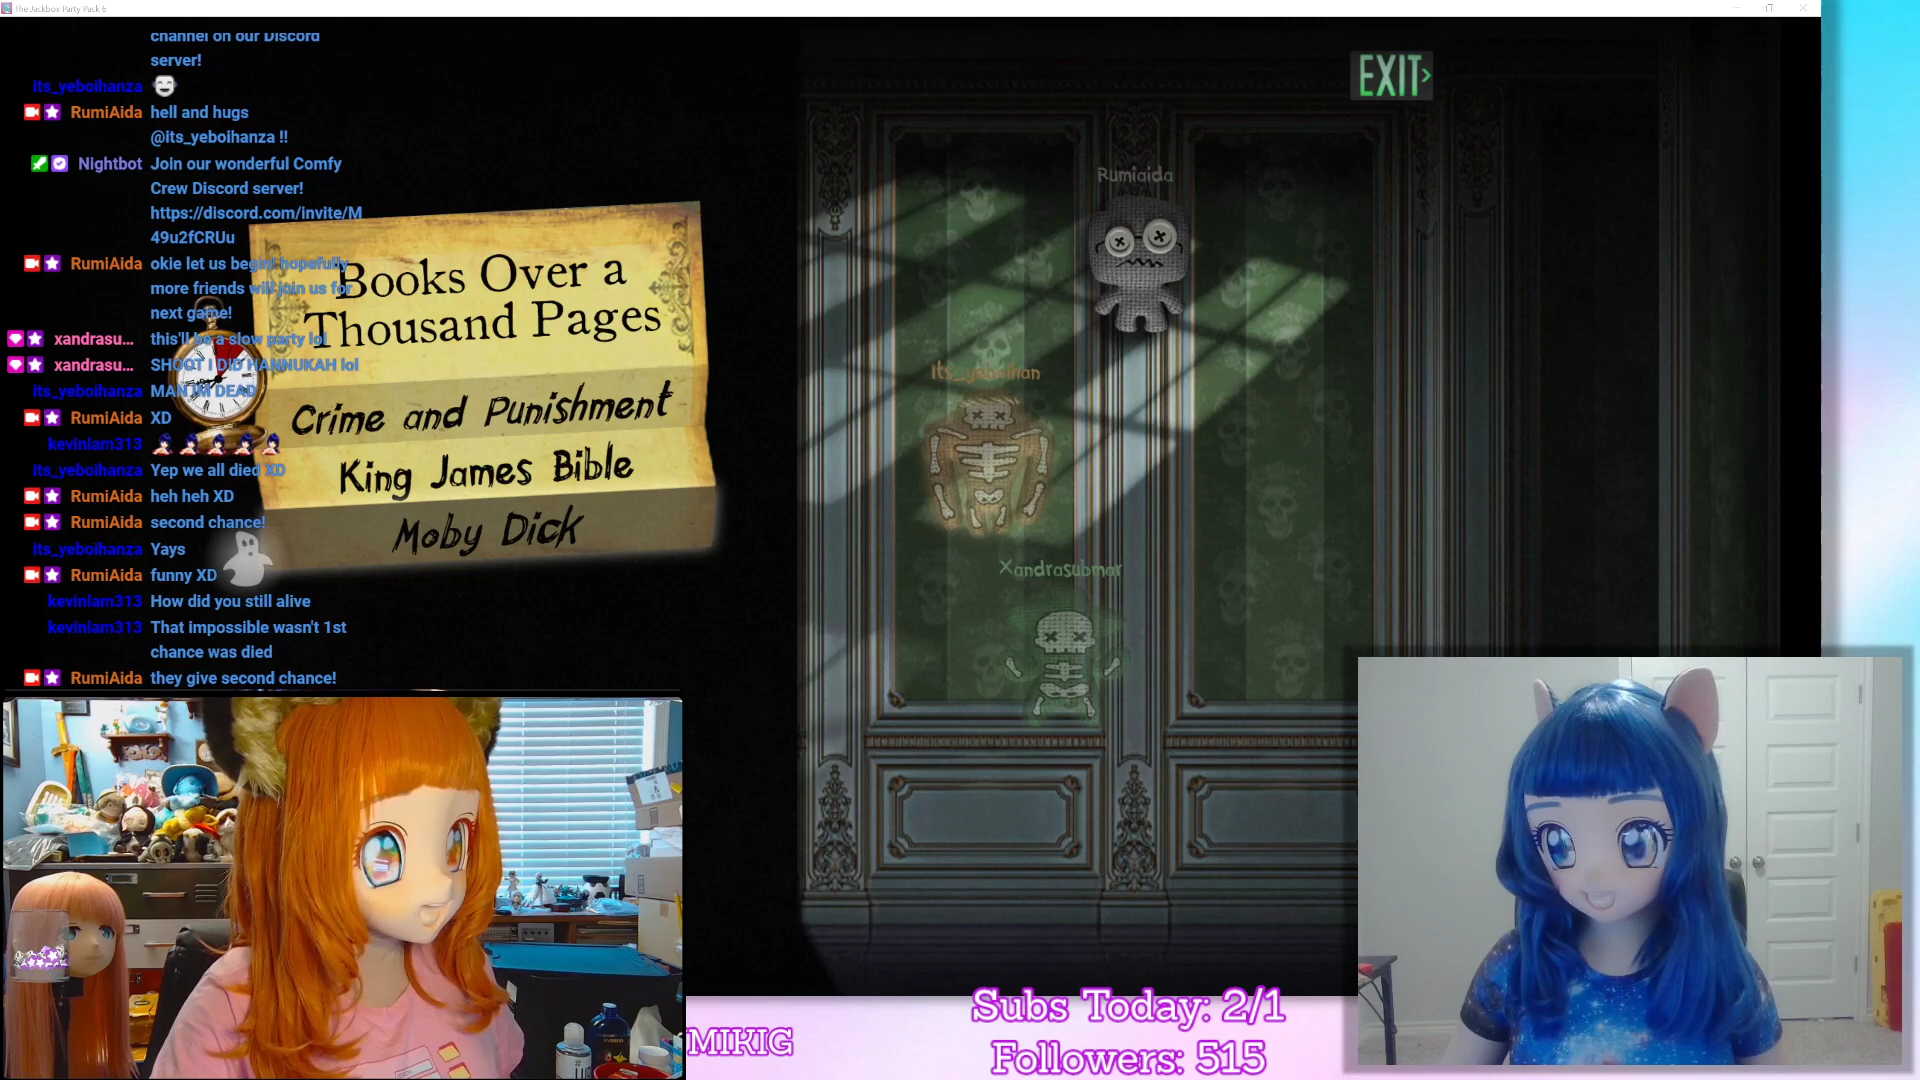 The Jackbox Party Pack 6
channel on our Discord
server!
its_yeboihanza
RumiAida hell and hugs
@its_yeboihanza !!
Nightbot Join our wonderful Comfy
Crew Discord server!
https://discord.com/invite/M
49u2fCRUu
RumiAida okie let us begin! hopefully
more friends will join us for
next game!
xandrasu... this'll be a slow party lol
xandrasu... SHOOT I DID HANNUKAH lol
its_yeboihanza MAN IM DEAD
RumiAida XD
kevinlam313
its_yeboihanza Yep we all died XD
RumiAida heh heh XD
RumiAida second chance!
its_yeboihanza Yays
RumiAida funny XD
kevinlam313 How did you still alive
kevinlam313 That impossible wasn't 1st
chance was died
RumiAida they give second chance!
Books Over a
Thousand Pages
Crime and Punishment
King James Bible
Moby Dick
EXIT>
Rumiaida
Its_yeboihan
Xandrasubmar
MIKIG
Subs Today: 2/1
Followers: 515